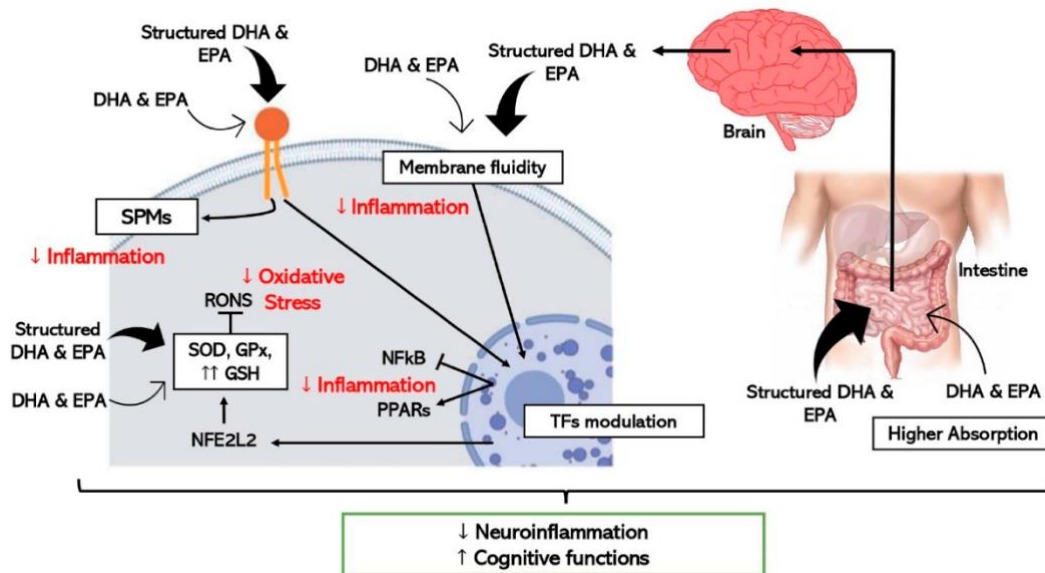 Structured DHA &
EPA
DHA & EPA
DHA & EPA
Structured DHA &
EPA
Brain
Membrane fluidity
SPMs
↓ Inflammation
↓ Inflammation
↓ Oxidative
Stress
RONS
Structured
DHA & EPA
SOD, GPx,
↑↑ GSH
DHA & EPA
NFE2L2
NFkB
↓ Inflammation
PPARs
TFs modulation
Intestine
Structured DHA &
EPA
DHA & EPA
Higher Absorption
↓ Neuroinflammation
↑ Cognitive functions